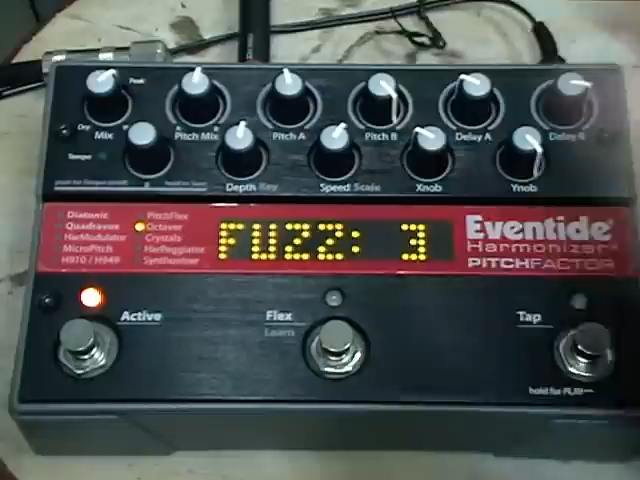 Peak
Dry
Mix
Pitch Mix
Pitch A
Pitch B
Delay A
Delay B
Tempo
Depth Key
Speed Scale
Xnob
Ynob
Diatonic
Quadravox
HarModulator
MicroPitch
H910 / H949
PitchFlex
Octaver
Crystals
HarPeggiator
Synthonizer
FUZZ: 3
Eventide®
Harmonizer®
PITCHFACTOR
Active
Flex
Learn
Tap
hold for PLAY